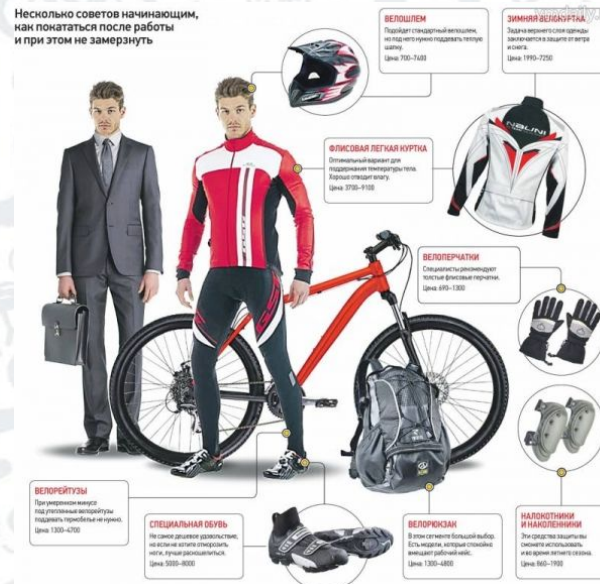 Несколько советов начинающим,
как покататься после работы
и при этом не замерзнуть
ВЕЛОШЛЕМ
Подойдет стандартный велошлем,
но под него нужно поддевать теплую
шапку.
Цена: 700–7400
ЗИМНЯЯ ВЕЛОКУРТКА
Задача верхнего слоя одежды
заключается в защите от ветра
и снега.
Цена: 1990–7250
ФЛИСОВАЯ ЛЕГКАЯ КУРТКА
Оптимальный вариант для
поддержания температуры тела.
Хорошо отводит влагу.
Цена: 3700–9100
NALINI
ВЕЛОПЕРЧАТКИ
Специалисты рекомендуют
толстые флисовые перчатки.
Цена: 690–1300
ВЕЛОРЕЙТУЗЫ
При умеренном минусе
под утепленные велорейтузы
поддевать термобелье не нужно.
Цена: 1300–4700
СПЕЦИАЛЬНАЯ ОБУВЬ
Не самое дешевое удовольствие,
но если не хотите отморозить
ноги, лучше раскошелиться.
Цена: 5000–8000
ВЕЛОРЮКЗАК
В этом сегменте большой выбор.
Есть модели, которые спокойно
вмещают рабочий кейс.
Цена: 1300–4800
НАЛОКОТНИКИ
И НАКОЛЕННИКИ
Эти средства защиты вы
сможете использовать
и во время летнего сезона.
Цена: 860–1900